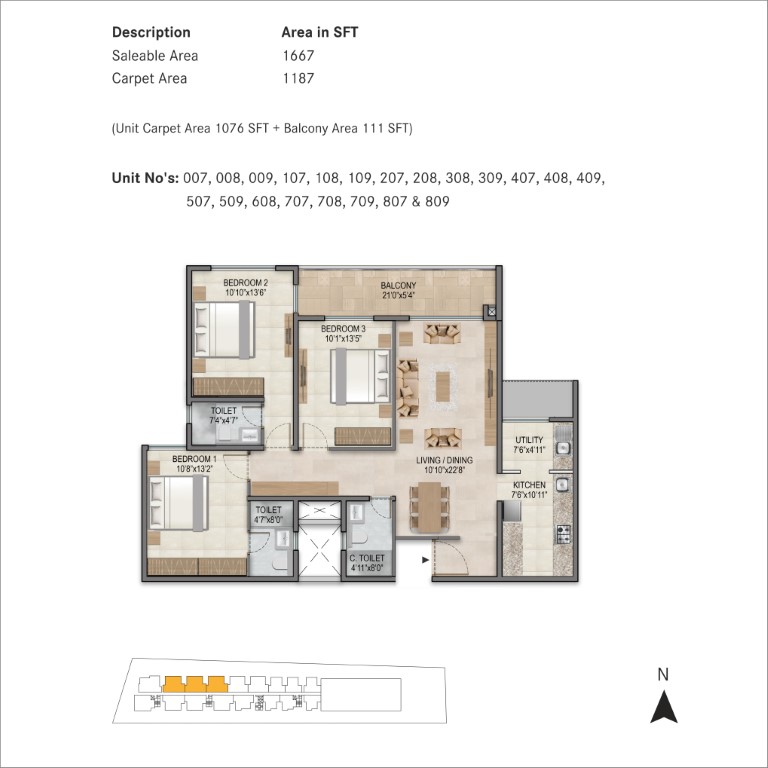 Description Area in SFT
Saleable Area 1667
Carpet Area 1187
(Unit Carpet Area 1076 SFT + Balcony Area 111 SFT)
Unit No's: 007, 008, 009, 107, 108, 109, 207, 208, 308, 309, 407, 408, 409,
507, 509, 608, 707, 708, 709, 807 & 809
BEDROOM 2
10'10"x13'6"
BALCONY
21'0"x5'4"
BEDROOM 3
10'1"x13'5"
TOILET
7'4"x4'7"
UTILITY
7'6"x4'11"
BEDROOM 1
10'8"x13'2"
LIVING / DINING
10'10"x22'8"
KITCHEN
7'6"x10'11"
TOILET
4'7"x8'0"
C. TOILET
4'11"x8'0"
N